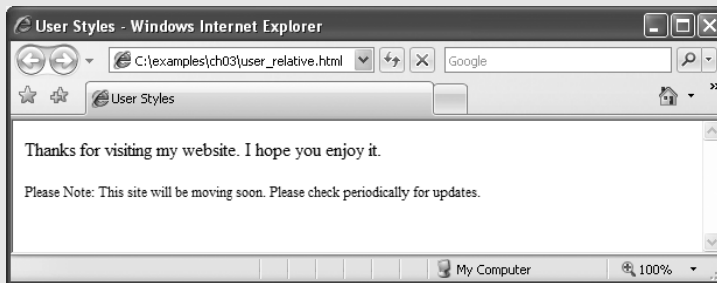 User Styles - Windows Internet Explorer
C:\examples\ch03\user_relative.html
Google
User Styles
»
Thanks for visiting my website. I hope you enjoy it.
Please Note: This site will be moving soon. Please check periodically for updates.
My Computer
100%